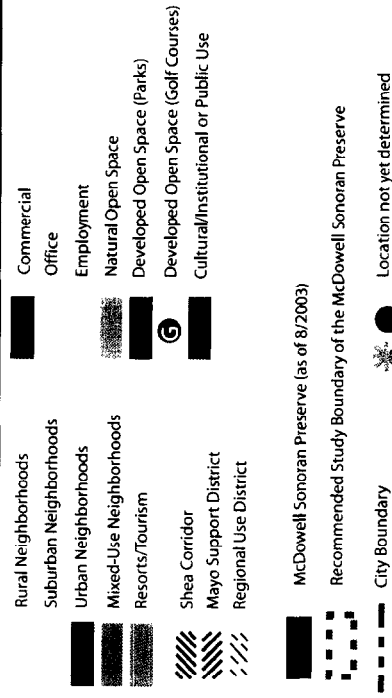 Rural Neighborhoods
Suburban Neighborhoods
Urban Neighborhoods
Mixed-Use Neighborhoods
Resorts/Tourism
Shea Corridor
Mayo Support District
Regional Use District
Commercial
Office
Employment
Natural Open Space
Developed Open Space (Parks)
G
Developed Open Space (Golf Courses)
Cultural/Institutional or Public Use
McDowell Sonoran Preserve (as of 8/2003)
Recommended Study Boundary of the McDowell Sonoran Preserve
City Boundary
Location not yet determined